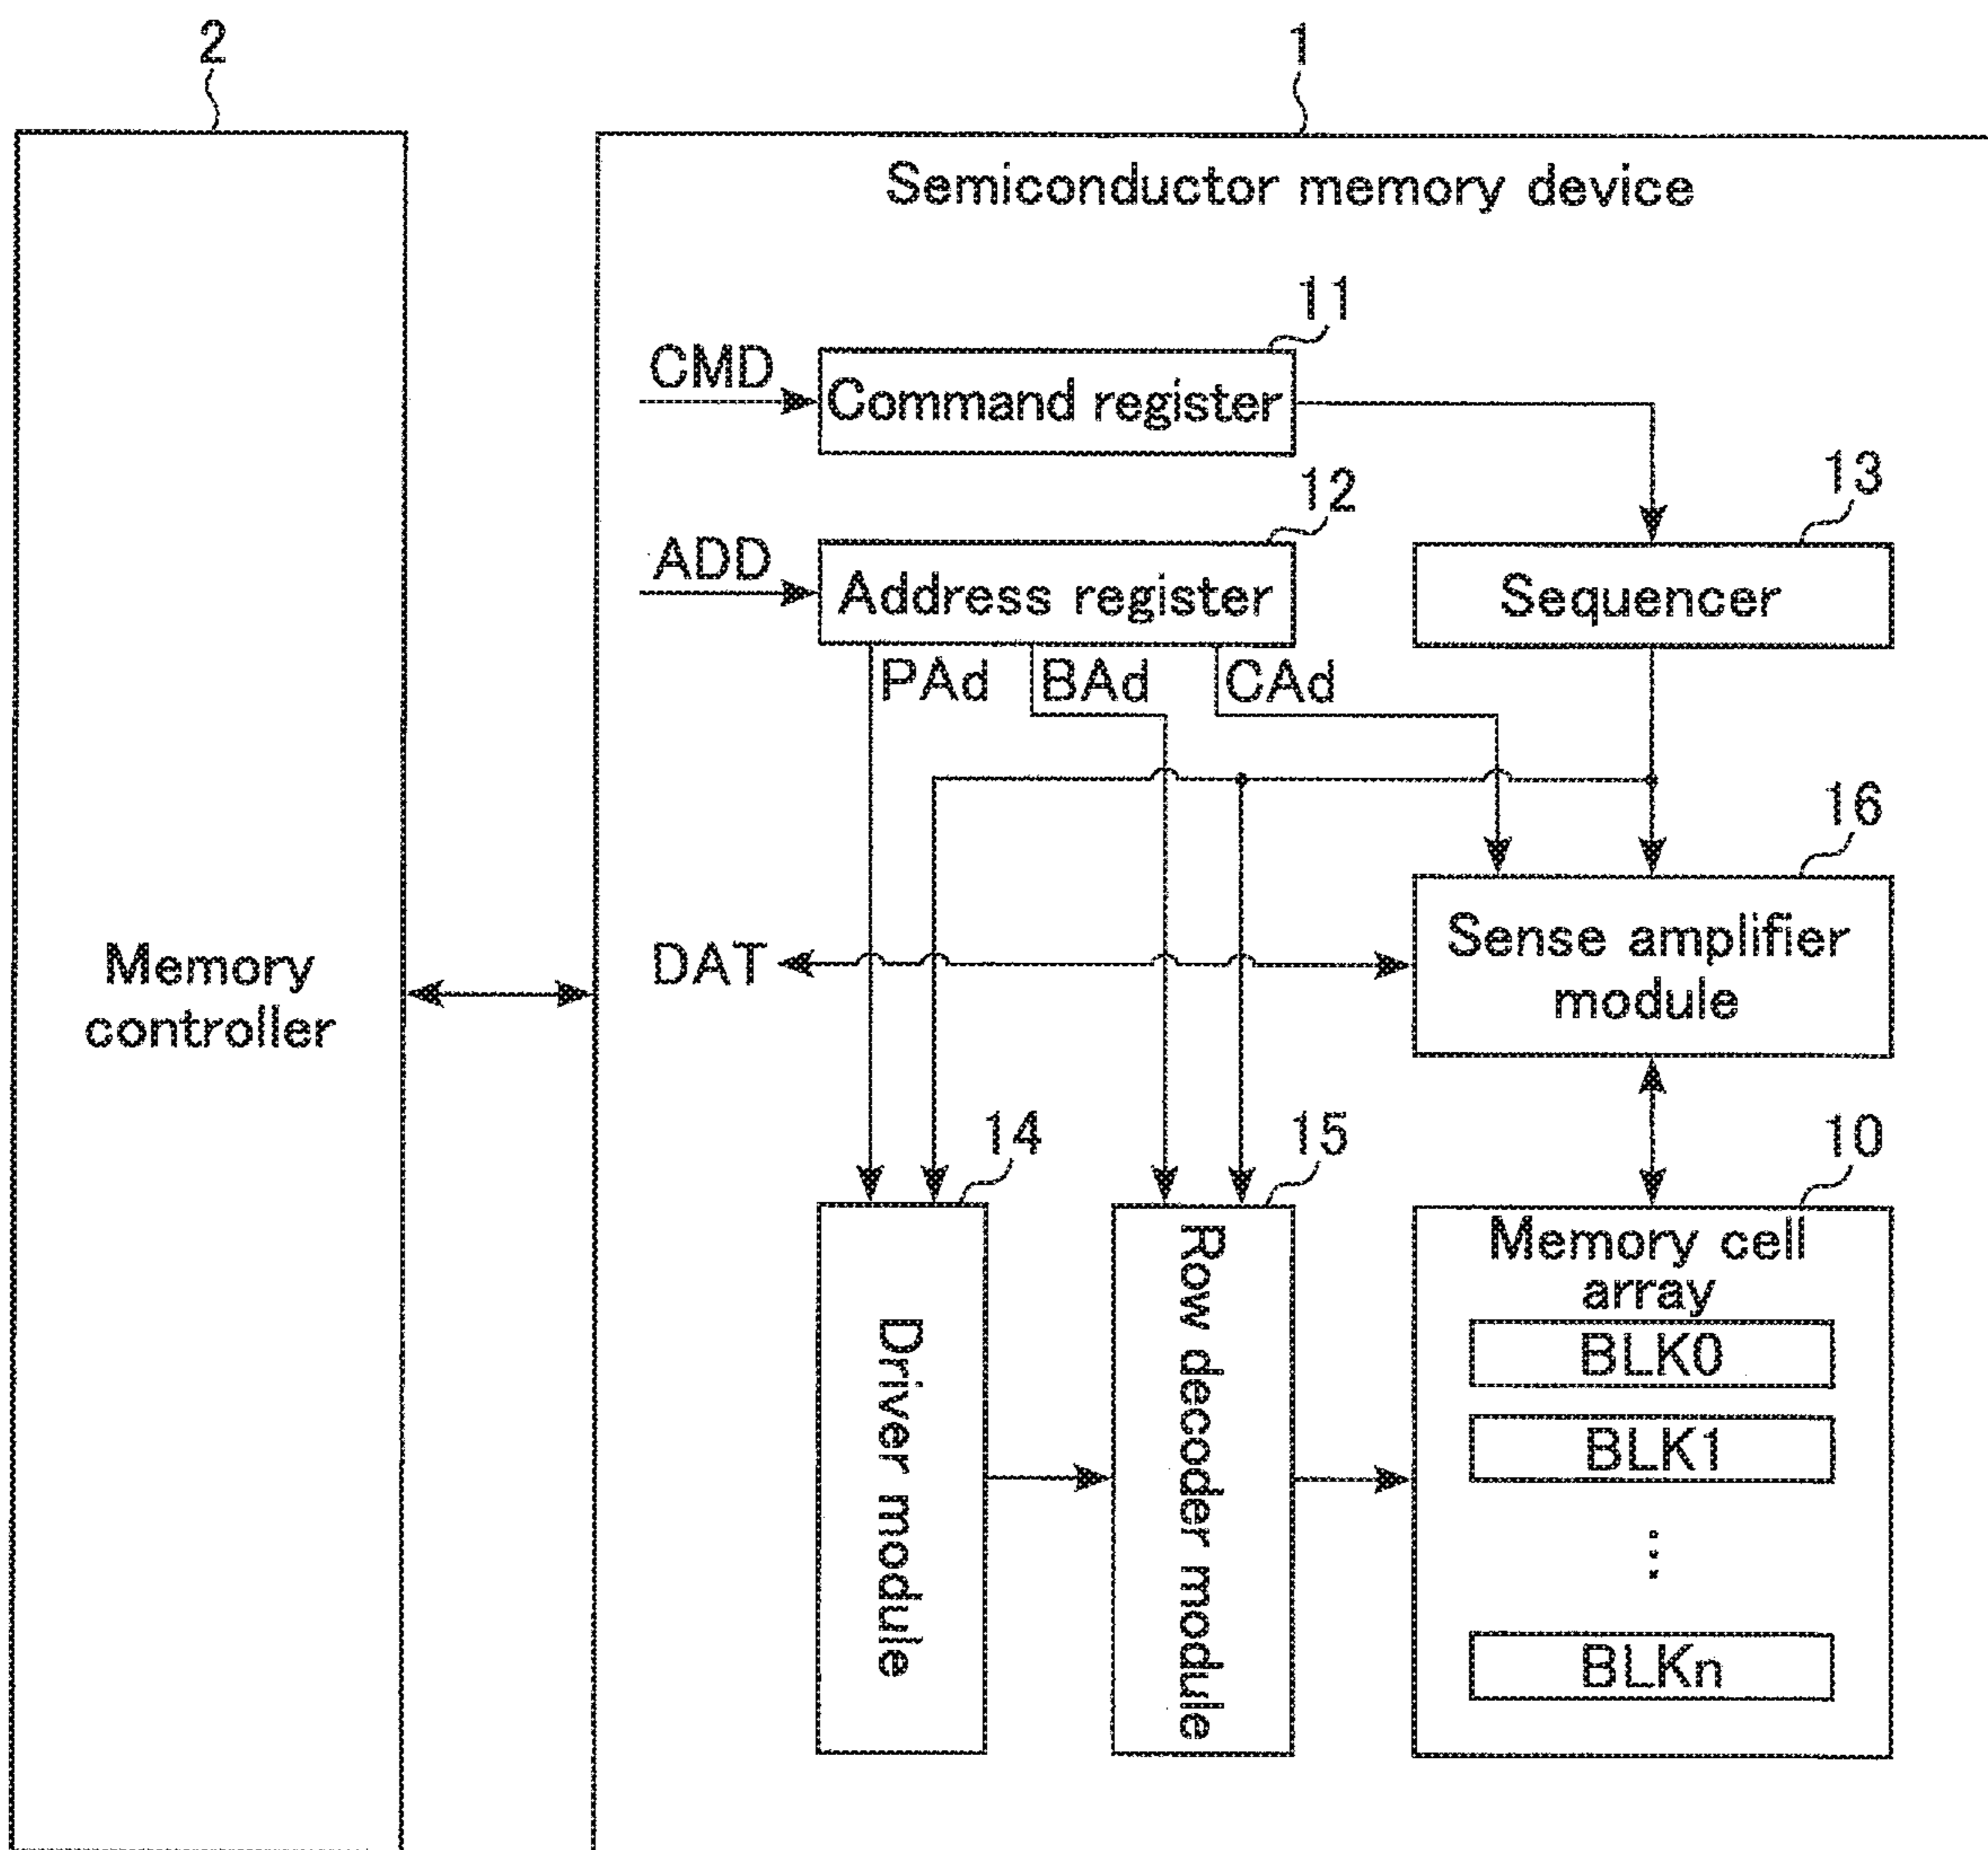 2
1
Semiconductor memory device
11
CMD
Command register
12
13
ADD
Address register
Sequencer
PAd
BAd
CAd
16
Memory
controller
DAT
Sense amplifier
module
14
15
10
Driver module
Row decoder module
Memory cell
array
BLK0
BLK1
BLKn